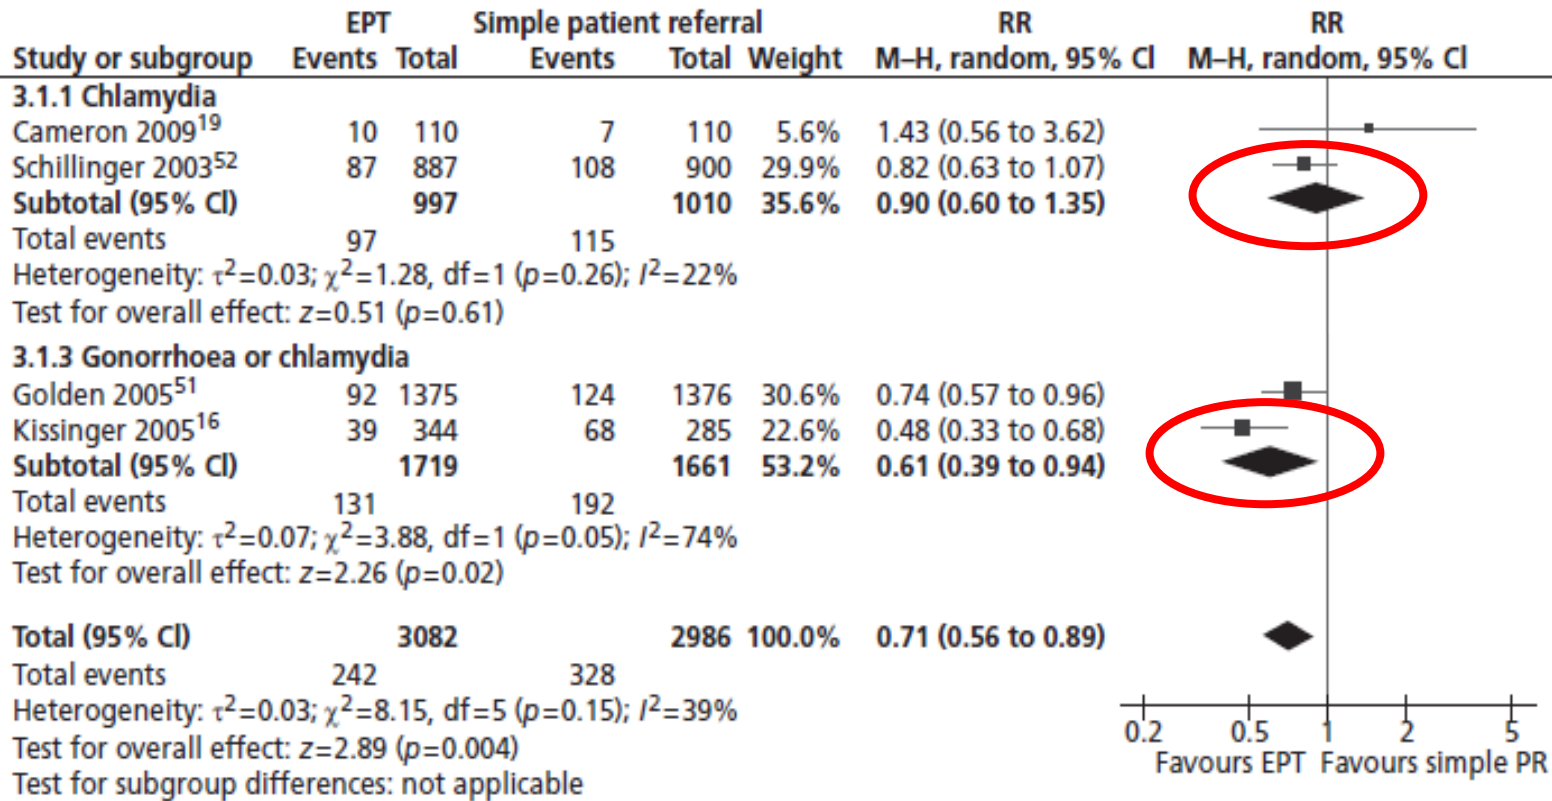 EPT Simple patient referral RR RR
Study or subgroup Events Total Events Total Weight M–H, random, 95% CI M–H, random, 95% CI
3.1.1 Chlamydia
Cameron 2009¹⁹ 10 110 7 110 5.6% 1.43 (0.56 to 3.62)
Schillinger 2003⁵² 87 887 108 900 29.9% 0.82 (0.63 to 1.07)
Subtotal (95% CI) 997 1010 35.6% 0.90 (0.60 to 1.35)
Total events 97 115
Heterogeneity: τ²=0.03; χ²=1.28, df=1 (p=0.26); I²=22%
Test for overall effect: z=0.51 (p=0.61)
3.1.3 Gonorrhoea or chlamydia
Golden 2005⁵¹ 92 1375 124 1376 30.6% 0.74 (0.57 to 0.96)
Kissinger 2005¹⁶ 39 344 68 285 22.6% 0.48 (0.33 to 0.68)
Subtotal (95% CI) 1719 1661 53.2% 0.61 (0.39 to 0.94)
Total events 131 192
Heterogeneity: τ²=0.07; χ²=3.88, df=1 (p=0.05); I²=74%
Test for overall effect: z=2.26 (p=0.02)
Total (95% CI) 3082 2986 100.0% 0.71 (0.56 to 0.89)
Total events 242 328
Heterogeneity: τ²=0.03; χ²=8.15, df=5 (p=0.15); I²=39%
Test for overall effect: z=2.89 (p=0.004)
Test for subgroup differences: not applicable
0.2 0.5 1 2 5
Favours EPT Favours simple PR